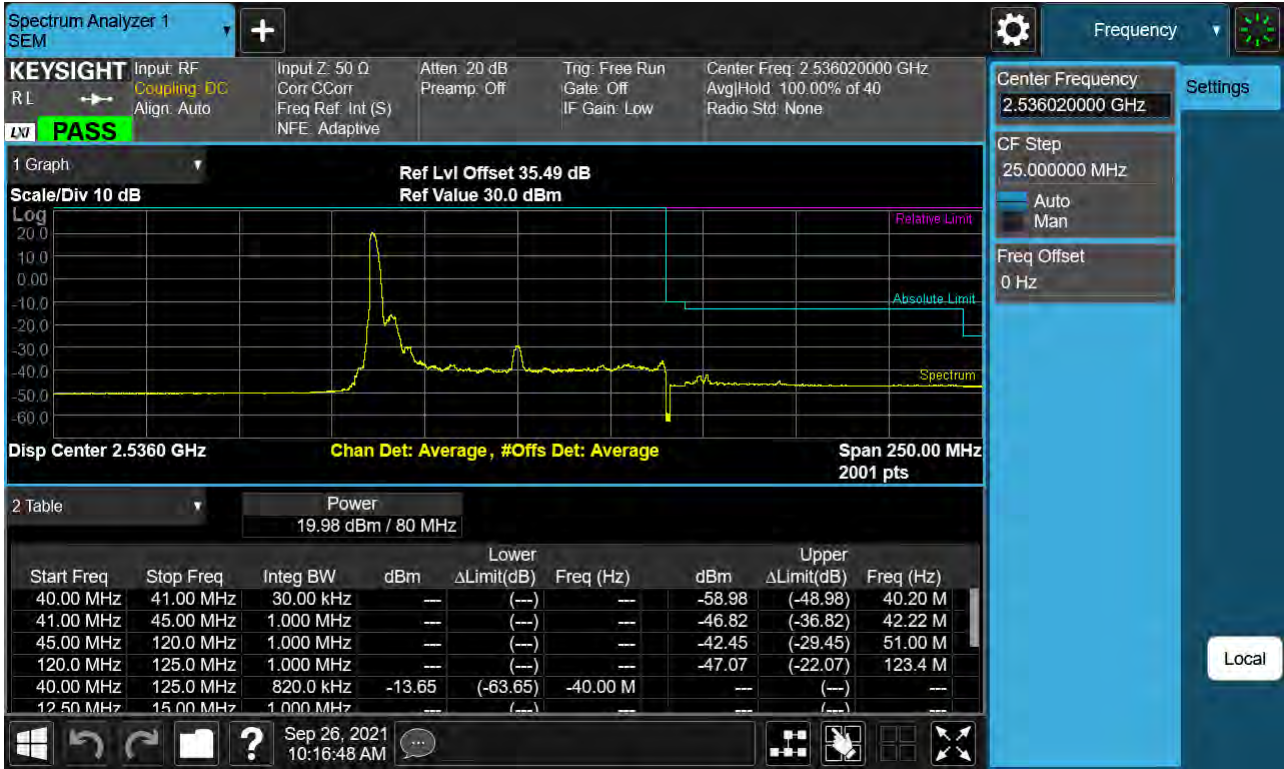 Spectrum Analyzer 1
SEM
+
Frequency
KEYSIGHT
R L
LXI
PASS
Input: RF
Coupling: DC
Align: Auto
Input Z: 50 Ω
Corr CCorr
Freq Ref: Int (S)
NFE: Adaptive
Atten: 20 dB
Preamp: Off
Trig: Free Run
Gate: Off
IF Gain: Low
Center Freq: 2.536020000 GHz
Avg|Hold: 100.00% of 40
Radio Std: None
Center Frequency
2.536020000 GHz
Settings
CF Step
25.000000 MHz
Auto
Man
Freq Offset
0 Hz
Local
1 Graph
Scale/Div 10 dB
Ref Lvl Offset 35.49 dB
Ref Value 30.0 dBm
Log
20.0
10.0
0.00
-10.0
-20.0
-30.0
-40.0
-50.0
-60.0
Relative Limit
Absolute Limit
Spectrum
Disp Center 2.5360 GHz
Chan Det: Average , #Offs Det: Average
Span 250.00 MHz
2001 pts
2 Table
Power
19.98 dBm / 80 MHz
Lower Upper
Start Freq Stop Freq Integ BW dBm ΔLimit(dB) Freq (Hz) dBm ΔLimit(dB) Freq (Hz)
40.00 MHz 41.00 MHz 30.00 kHz --- (---) --- -58.98 (-48.98) 40.20 M
41.00 MHz 45.00 MHz 1.000 MHz --- (---) --- -46.82 (-36.82) 42.22 M
45.00 MHz 120.0 MHz 1.000 MHz --- (---) --- -42.45 (-29.45) 51.00 M
120.0 MHz 125.0 MHz 1.000 MHz --- (---) --- -47.07 (-22.07) 123.4 M
40.00 MHz 125.0 MHz 820.0 kHz -13.65 (-63.65) -40.00 M --- (---) ---
12.50 MHz 15.00 MHz 1.000 MHz --- (---) --- --- (---) ---
?
Sep 26, 2021
10:16:48 AM